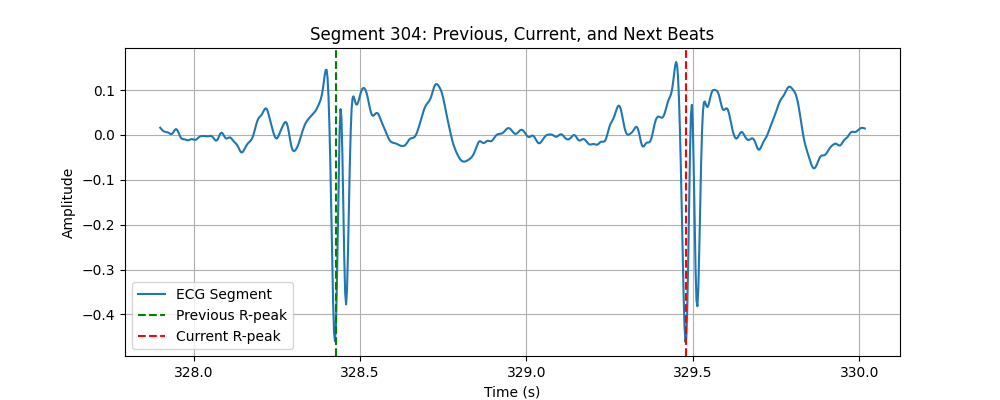 Segment 304: Previous, Current, and Next Beats
0.1
0.0
−0.1
−0.2
−0.3
−0.4
Amplitude
ECG Segment
Previous R-peak
Current R-peak
328.0
328.5
329.0
329.5
330.0
Time (s)